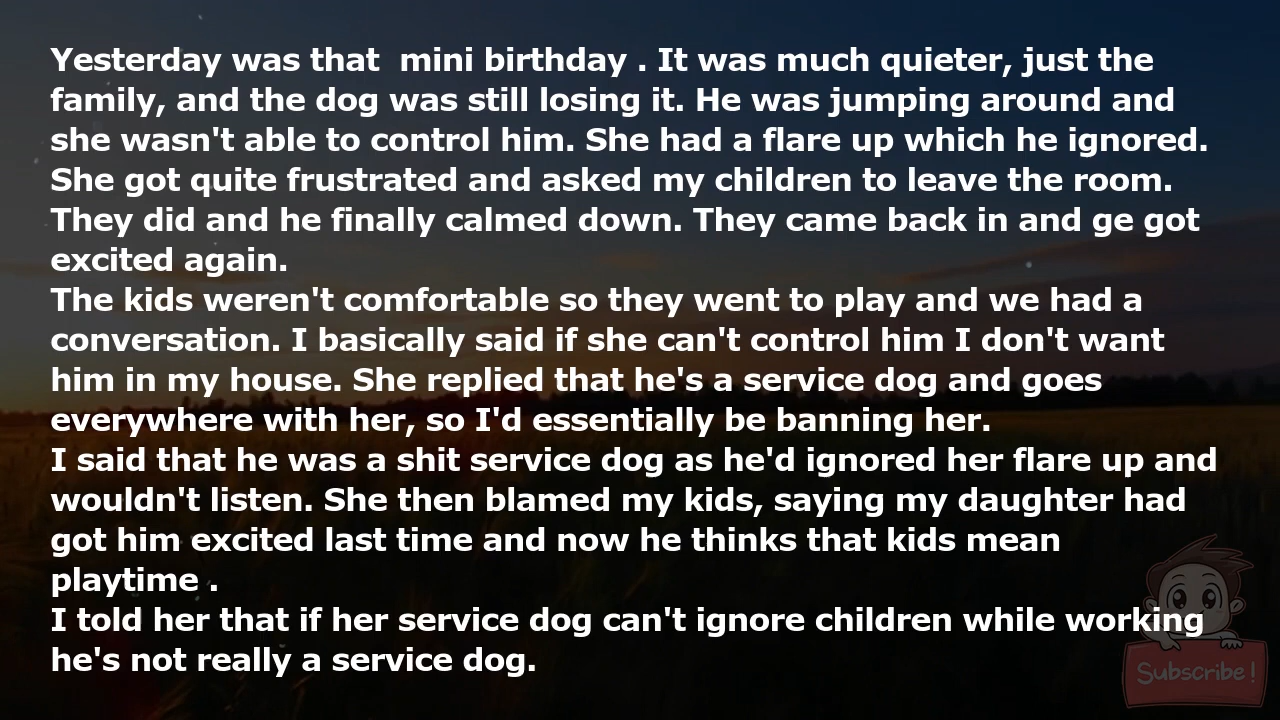 Yesterday was that  mini birthday . It was much quieter, just the
family, and the dog was still losing it. He was jumping around and
she wasn't able to control him. She had a flare up which he ignored.
She got quite frustrated and asked my children to leave the room.
They did and he finally calmed down. They came back in and ge got
excited again.
The kids weren't comfortable so they went to play and we had a
conversation. I basically said if she can't control him I don't want
him in my house. She replied that he's a service dog and goes
everywhere with her, so I'd essentially be banning her.
I said that he was a shit service dog as he'd ignored her flare up and
wouldn't listen. She then blamed my kids, saying my daughter had
got him excited last time and now he thinks that kids mean
playtime .
I told her that if her service dog can't ignore children while working
he's not really a service dog.
Subscribe!